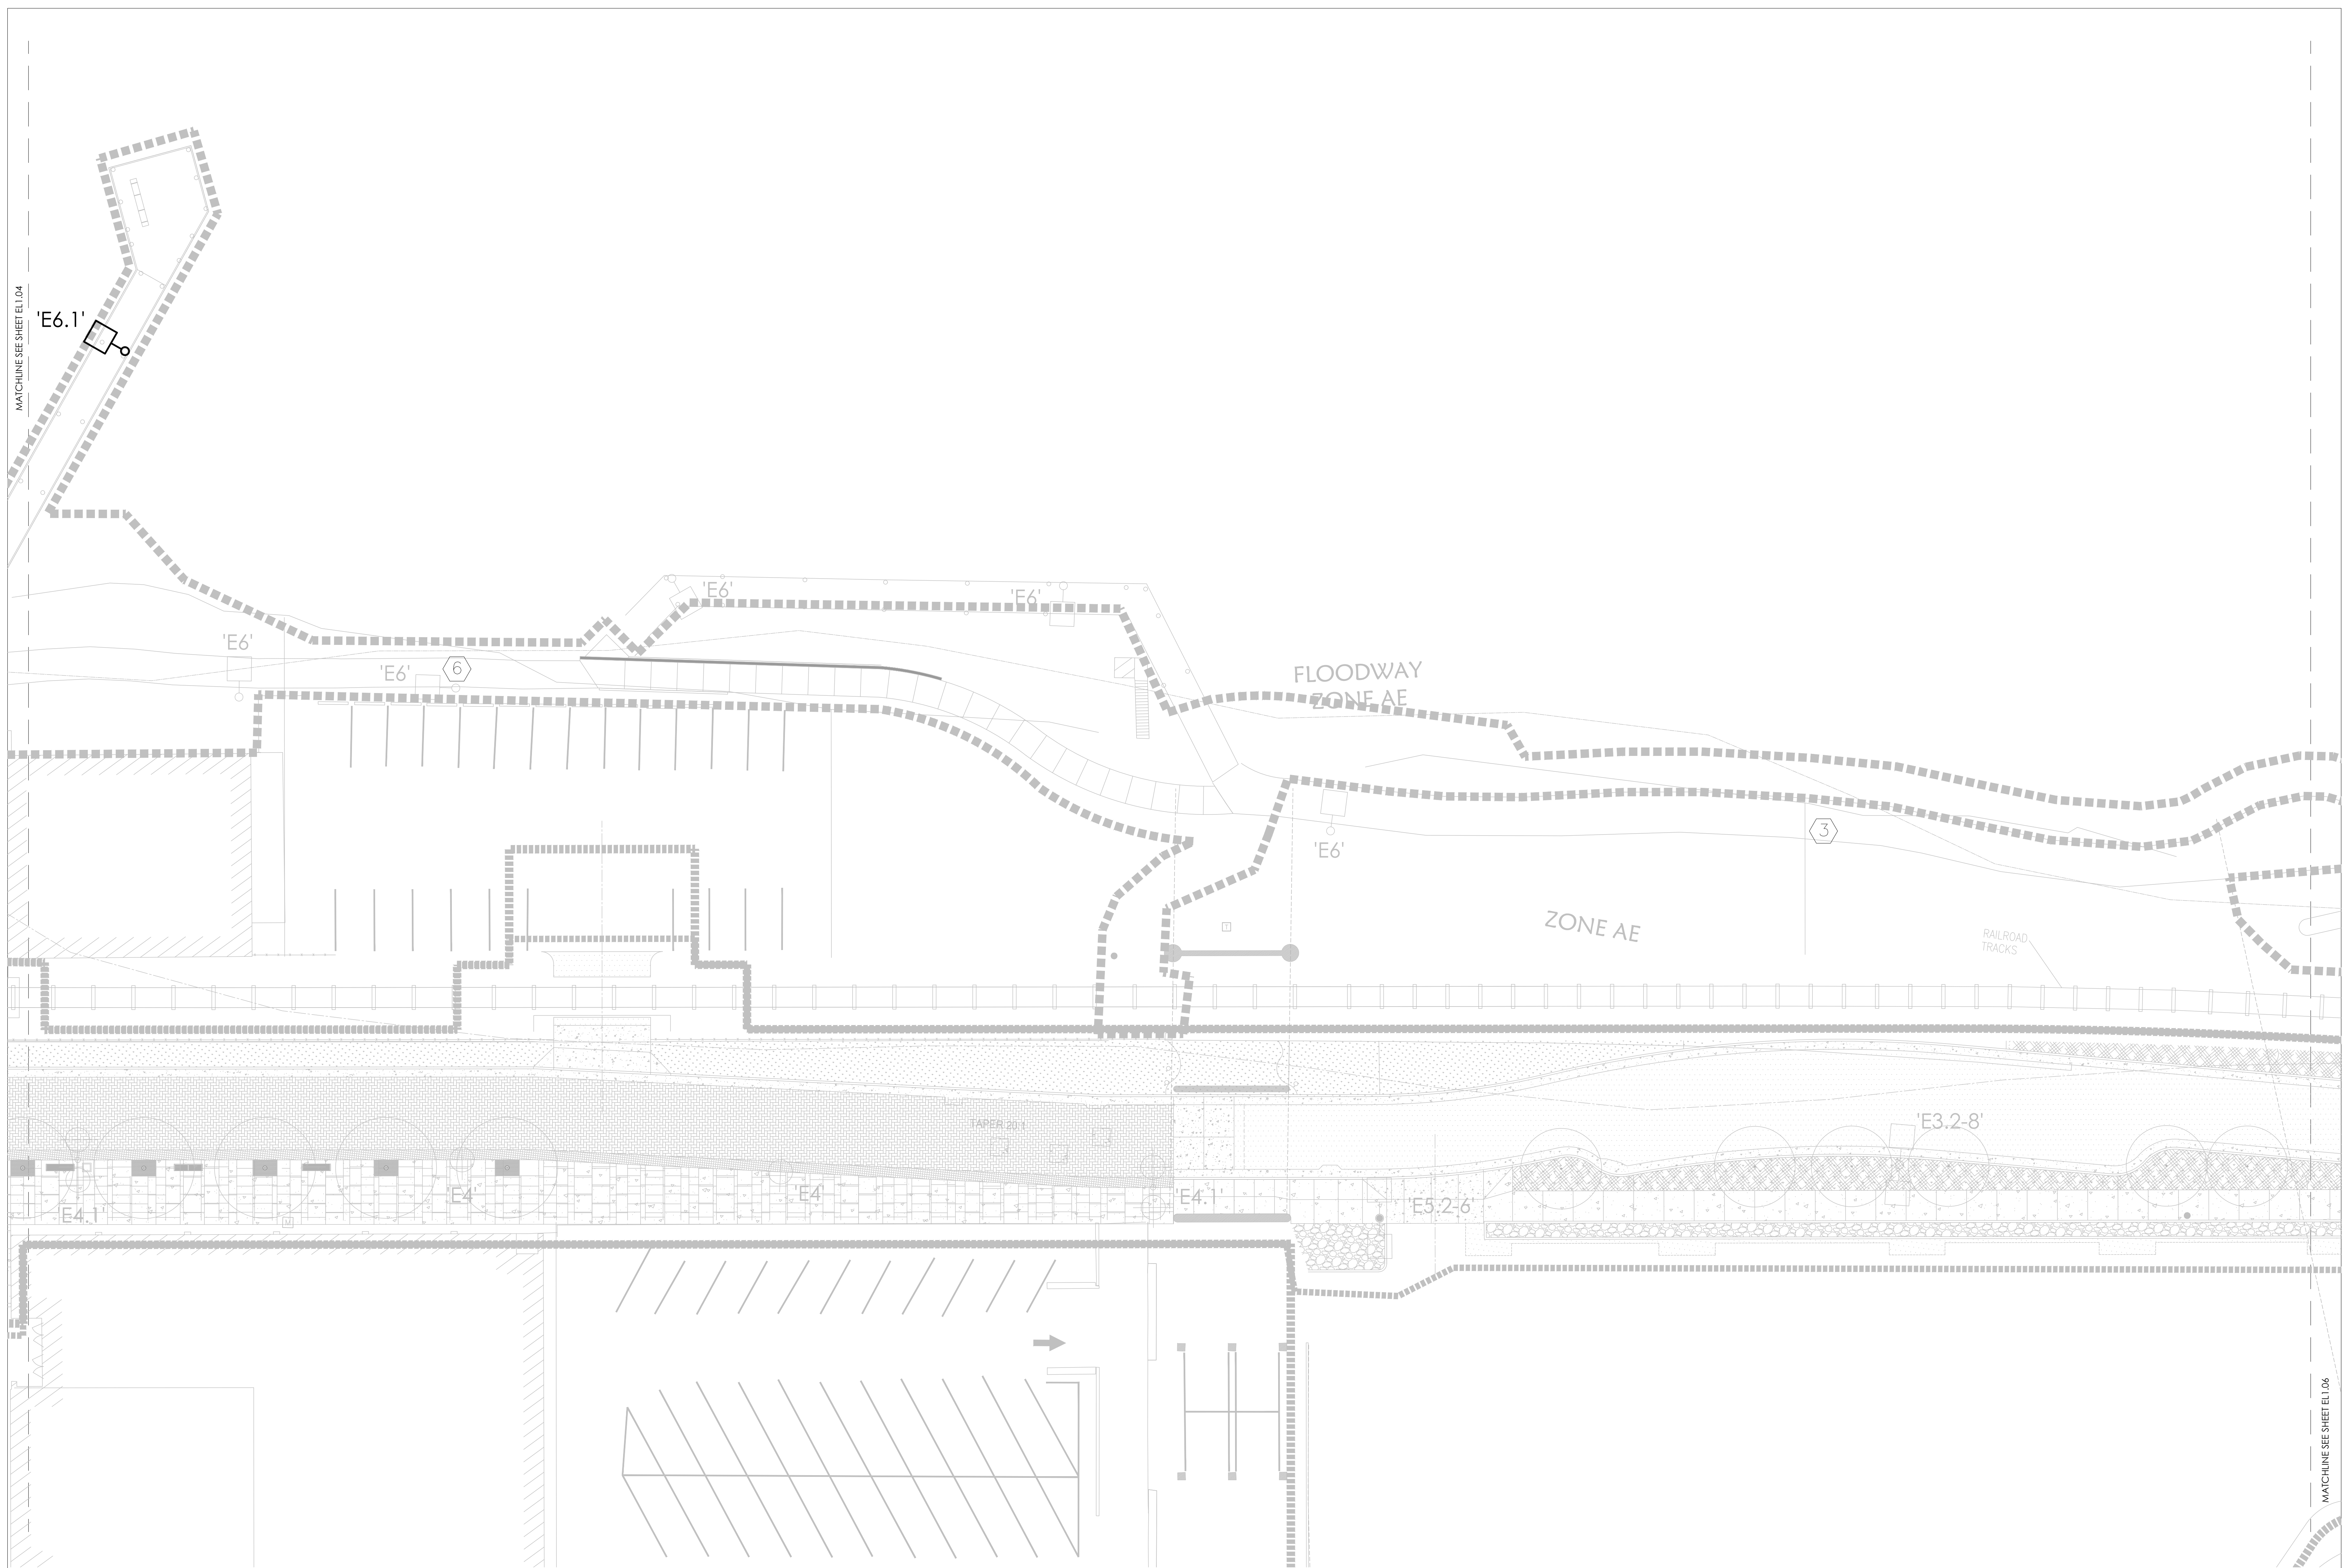 MATCHLINE SEE SHEET EL1.04
'E6.1'
'E6'
'E6'
'E6'
'E6'
6
FLOODWAY
ZONE AE
'E6'
3
ZONE AE
RAILROAD
TRACKS
T
TAPER 20:1
'E3.2-8'
'E4'
'E4'
'E4.1'
'E5.2-6'
'E4.1'
MATCHLINE SEE SHEET EL1.06